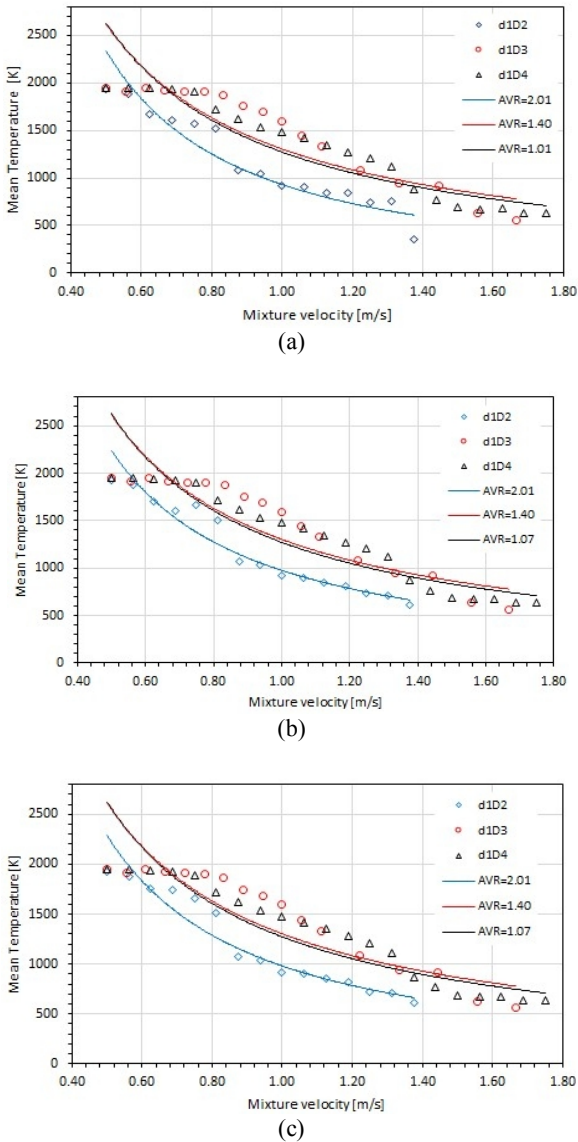 2500
2000
1500
1000
500
0
Mean Temperature [K]
d1D2
d1D3
d1D4
AVR=2.01
AVR=1.40
AVR=1.01
0.40 0.60 0.80 1.00 1.20 1.40 1.60 1.80
Mixture velocity [m/s]
(a)
2500
2000
1500
1000
500
0
Mean Temperature[K]
d1D2
d1D3
d1D4
AVR=2.01
AVR=1.40
AVR=1.07
0.40 0.60 0.80 1.00 1.20 1.40 1.60 1.80
Mixture velocity[m/s]
(b)
2500
2000
1500
1000
500
0
Mean Temperature[K]
d1D2
d1D3
d1D4
AVR=2.01
AVR=1.40
AVR=1.07
0.40 0.60 0.80 1.00 1.20 1.40 1.60 1.80
Mixture velocity[m/s]
(c)